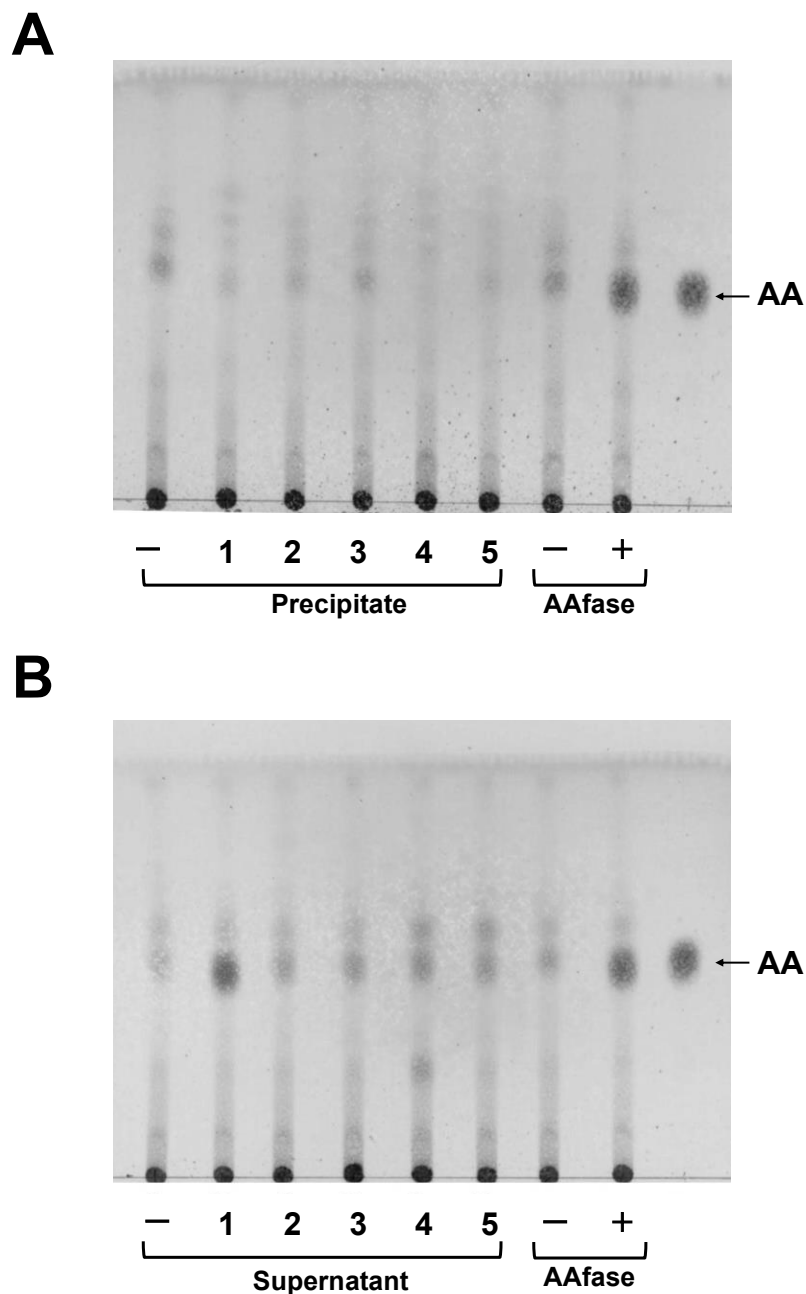 A
AA
– 1 2 3 4 5 – +
Precipitate AAfase
B
AA
– 1 2 3 4 5 – +
Supernatant AAfase